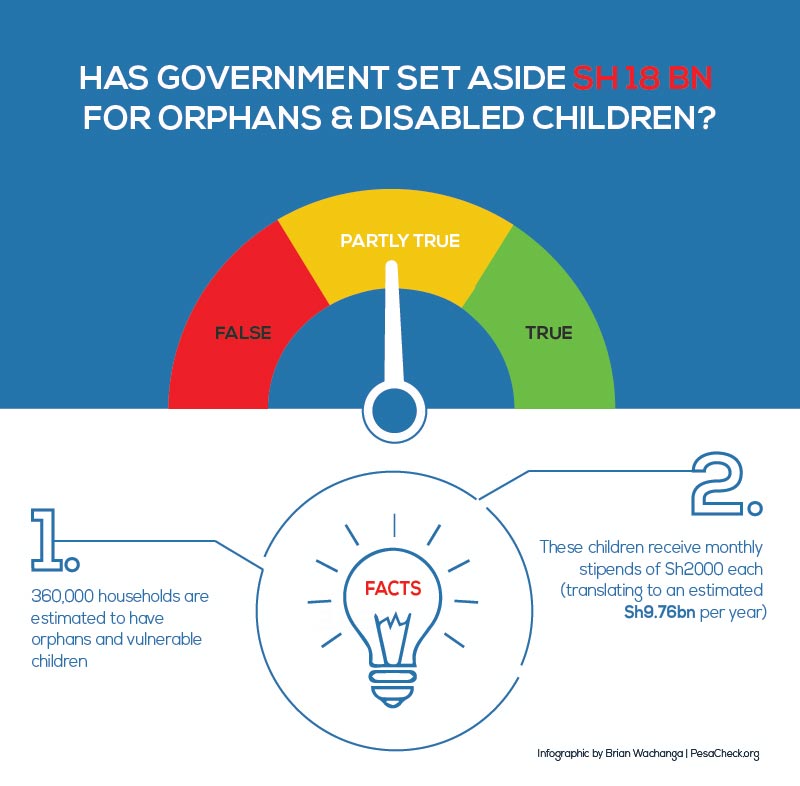 HAS GOVERNMENT SET ASIDE SH 18 BN
FOR ORPHANS & DISABLED CHILDREN?
PARTLY TRUE
FALSE
TRUE
1.
360,000 households are
estimated to have
orphans and vulnerable
children
FACTS
2.
These children receive monthly
stipends of Sh2000 each
(translating to an estimated
Sh9.76bn per year)
Infographic by Brian Wachanga | PesaCheck.org